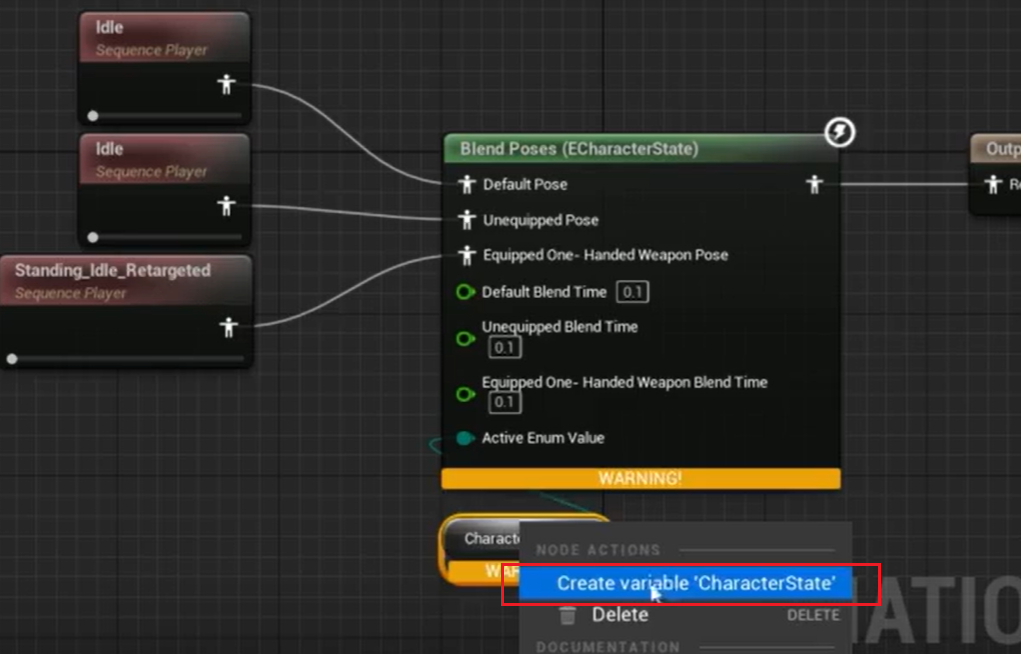 Idle
Sequence Player
Idle
Sequence Player
Standing_Idle_Retargeted
Sequence Player
Blend Poses (ECharacterState)
Default Pose
Unequipped Pose
Equipped One- Handed Weapon Pose
Default Blend Time 0.1
Unequipped Blend Time
0.1
Equipped One- Handed Weapon Blend Time
0.1
Active Enum Value
WARNING!
Outp
Re
Characte
WAR
NODE ACTIONS
Create variable 'CharacterState'
Delete DELETE
DOCUMENTATION
ATIO